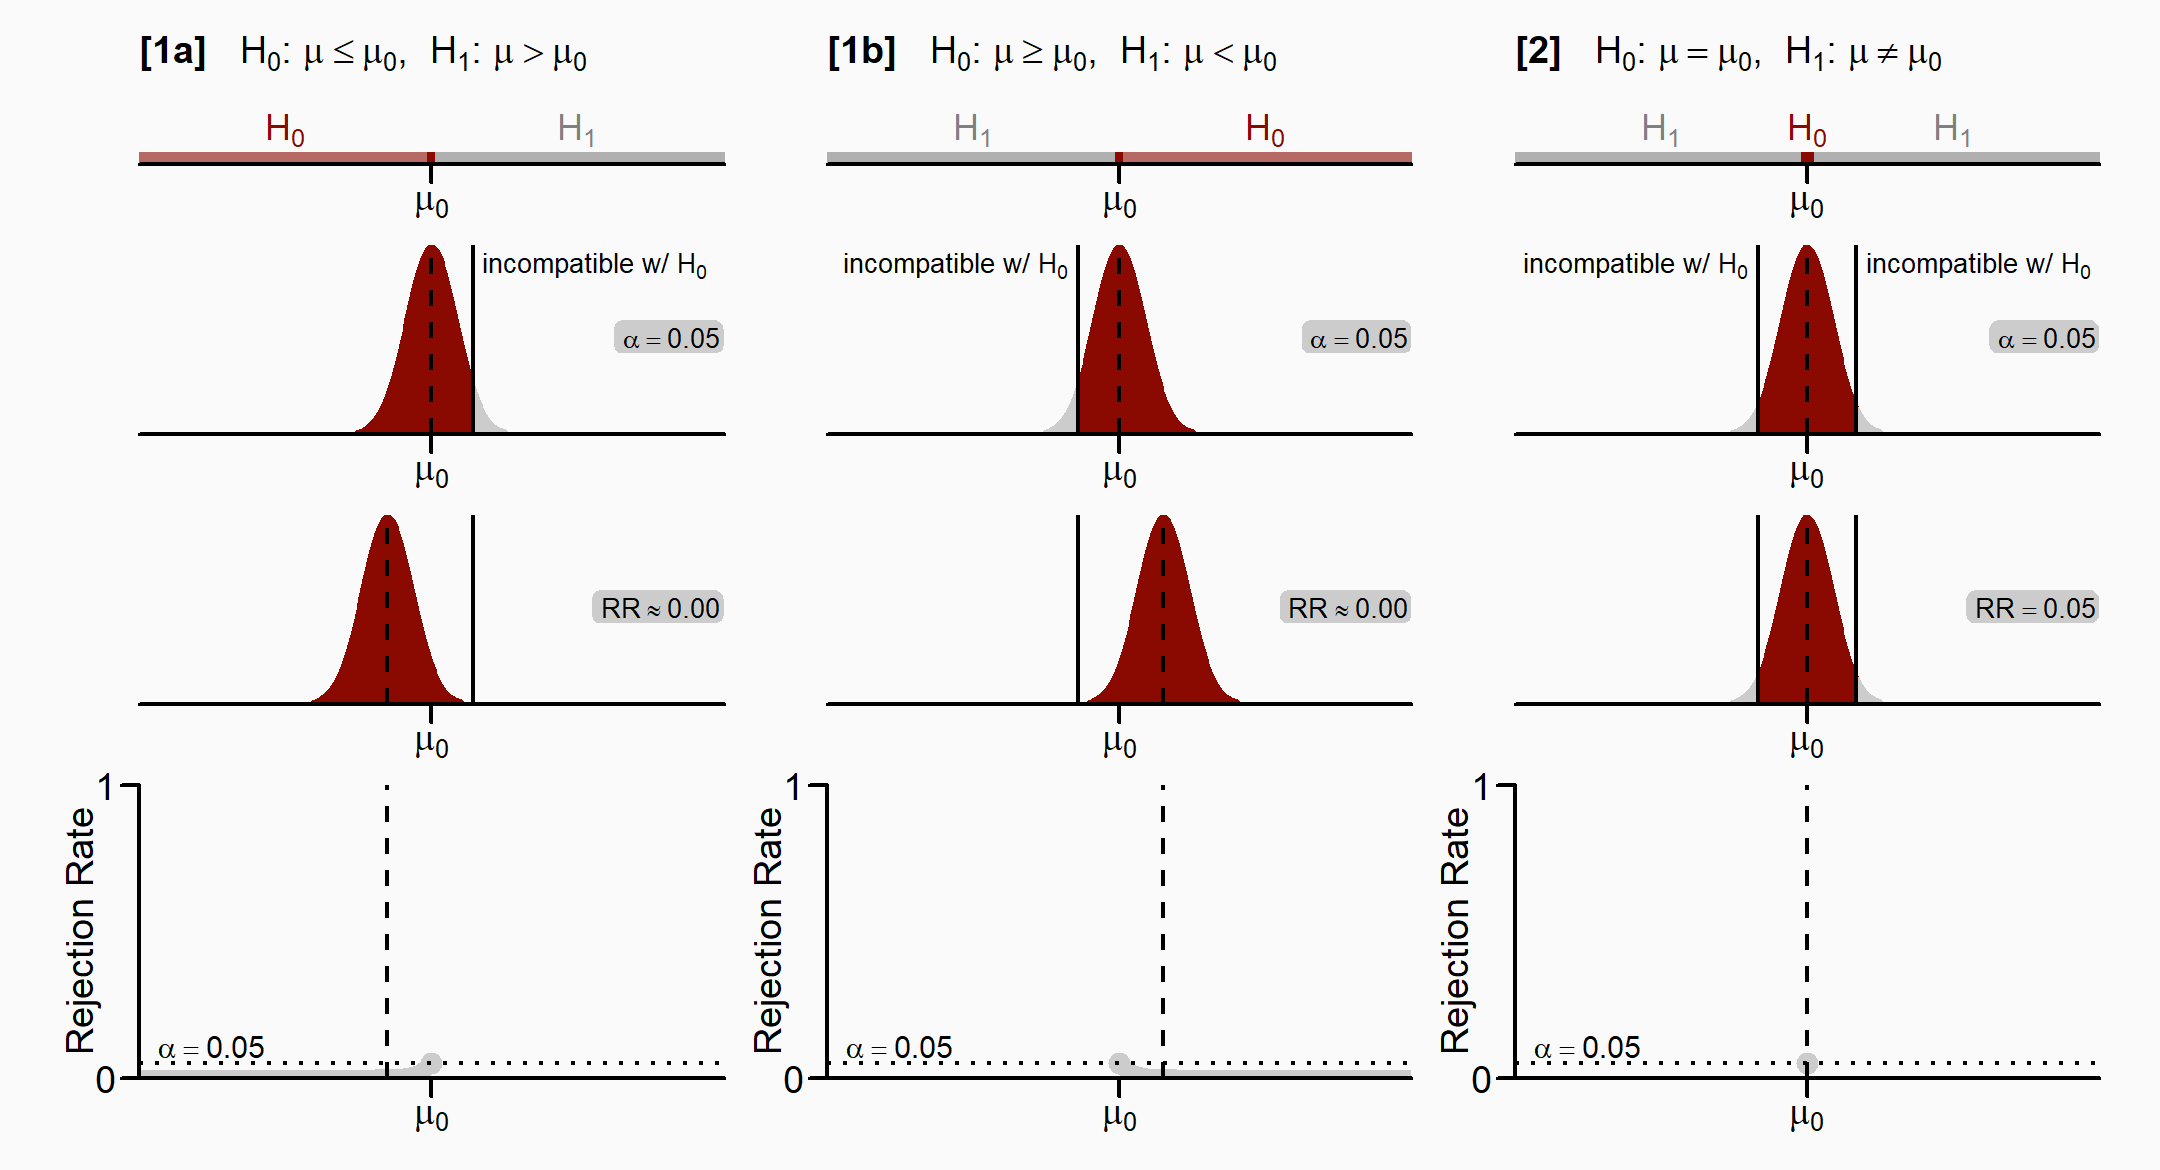 [1a] H₀: μ ≤ μ₀, H₁: μ > μ₀
H₀ H₁
μ₀
incompatible w/ H₀
α = 0.05
μ₀
RR ≈ 0.00
μ₀
1
Rejection Rate
α = 0.05
0
μ₀
[1b] H₀: μ ≥ μ₀, H₁: μ < μ₀
H₁ H₀
μ₀
incompatible w/ H₀
α = 0.05
μ₀
RR ≈ 0.00
μ₀
1
Rejection Rate
α = 0.05
0
μ₀
[2] H₀: μ = μ₀, H₁: μ ≠ μ₀
H₁ H₀ H₁
μ₀
incompatible w/ H₀ incompatible w/ H₀
α = 0.05
μ₀
RR = 0.05
μ₀
1
Rejection Rate
α = 0.05
0
μ₀